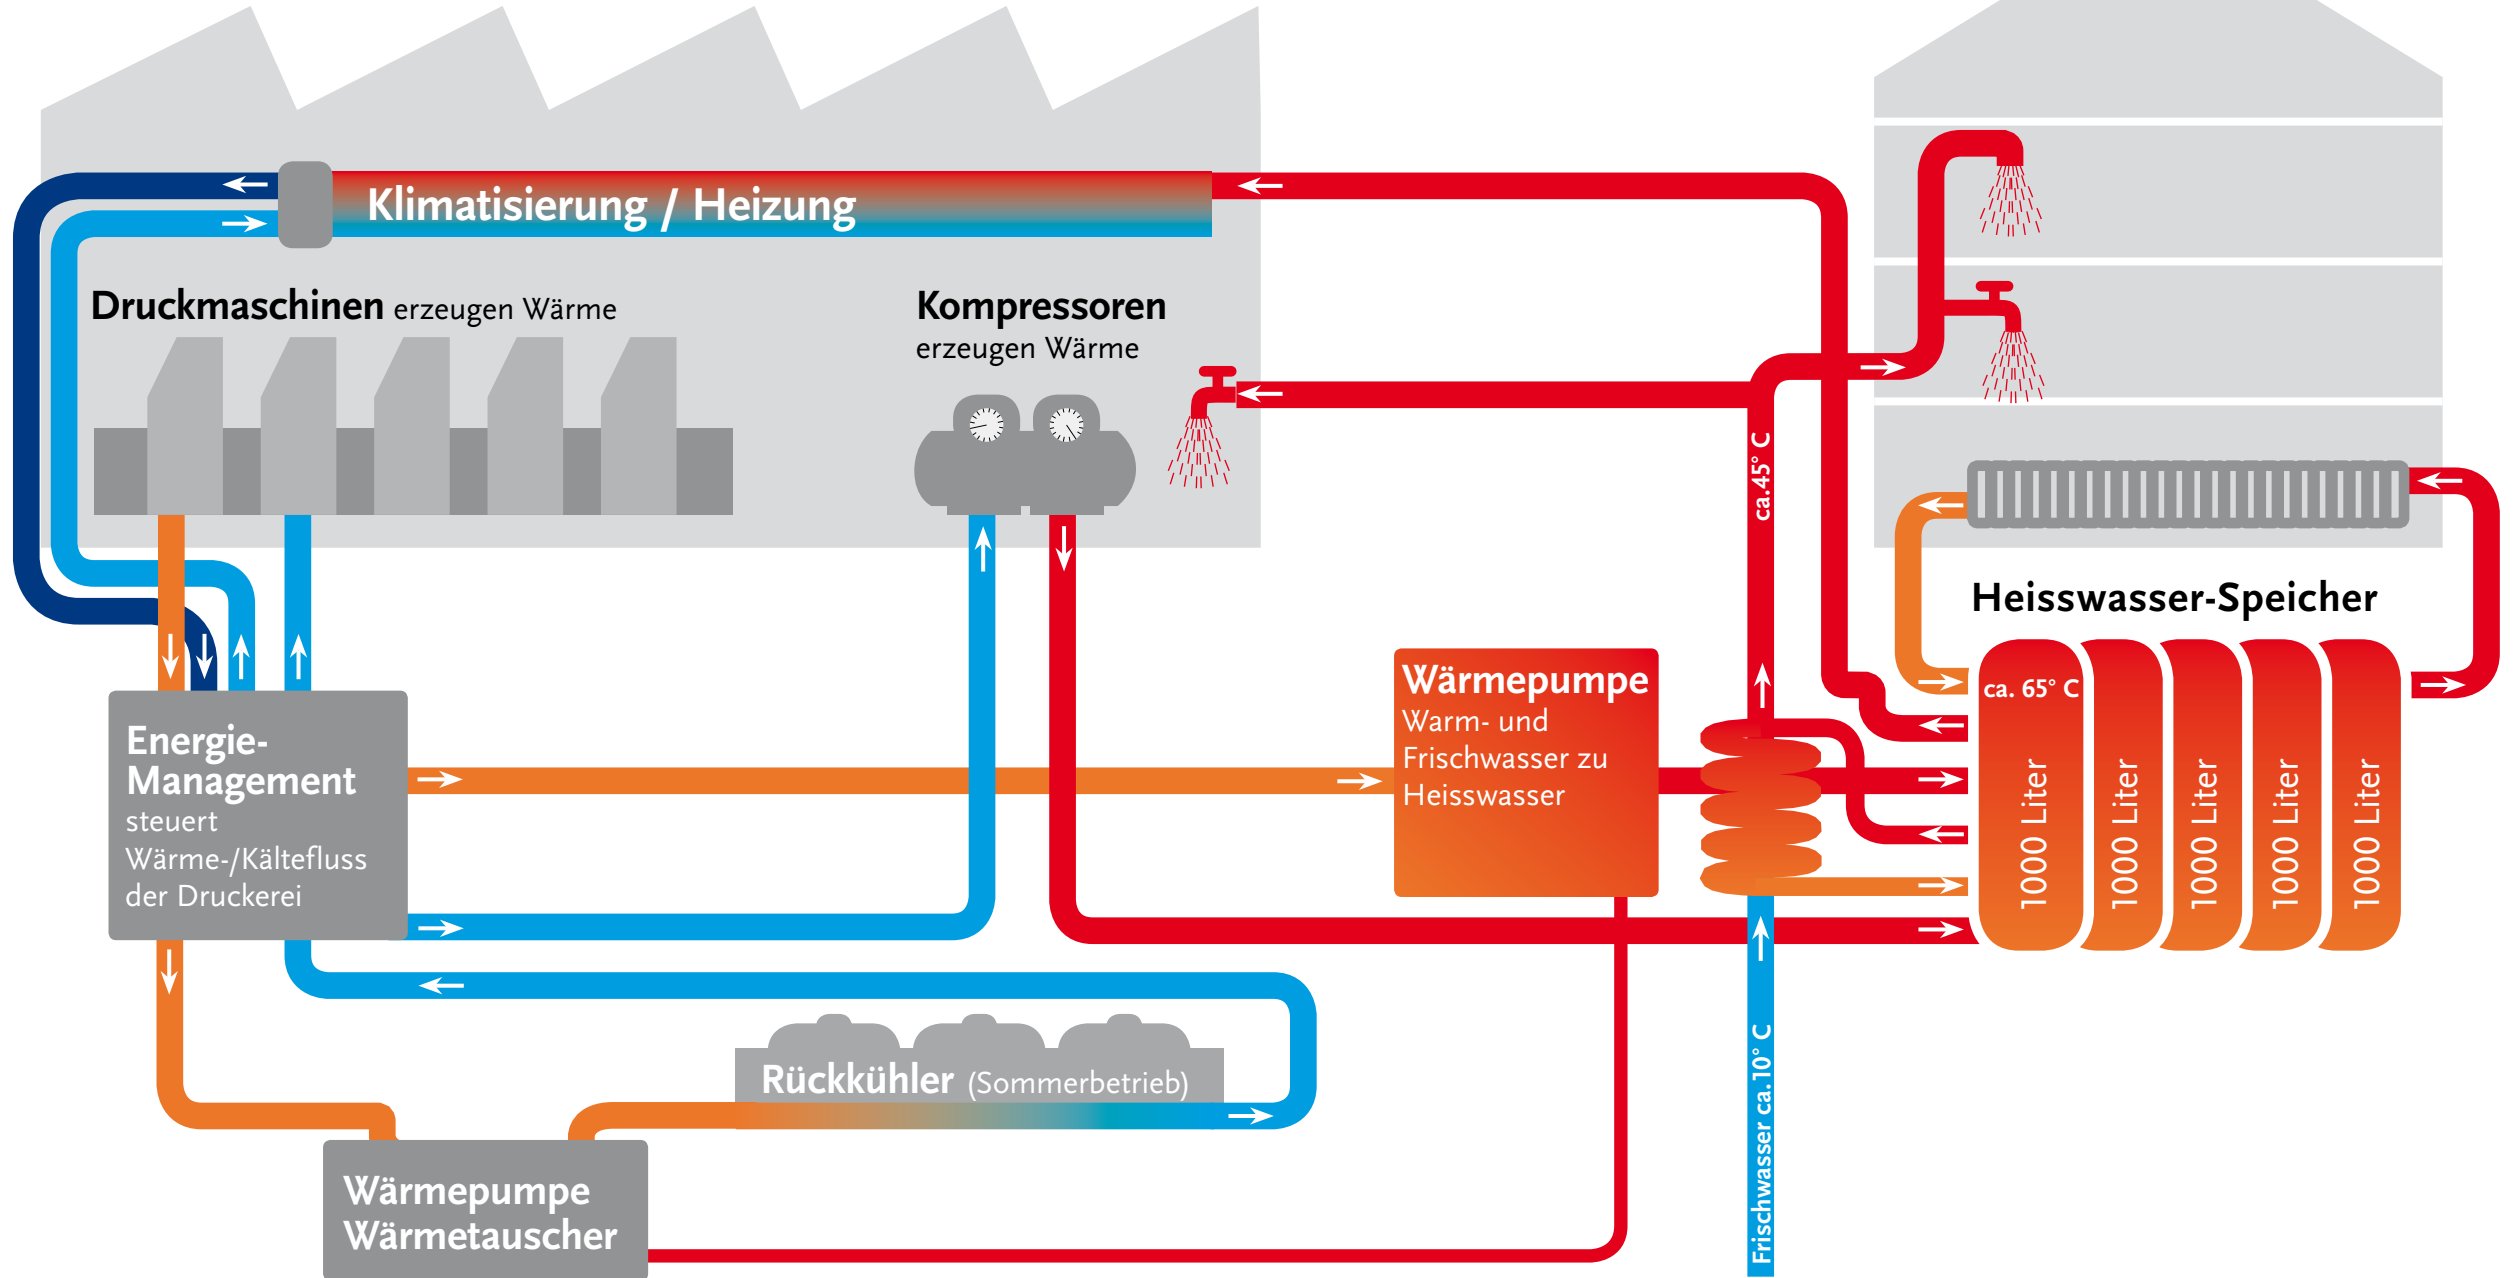 Klimatisierung / Heizung
Druckmaschinen erzeugen Wärme
Kompressoren
erzeugen Wärme
ca.45° C
Heisswasser-Speicher
ca. 65° C
1000 Liter
1000 Liter
1000 Liter
1000 Liter
1000 Liter
Wärmepumpe
Warm- und
Frischwasser zu
Heisswasser
Energie-
Management
steuert
Wärme-/Kältefluss
der Druckerei
Rückkühler (Sommerbetrieb)
Frischwasser ca.10° C
Wärmepumpe
Wärmetauscher